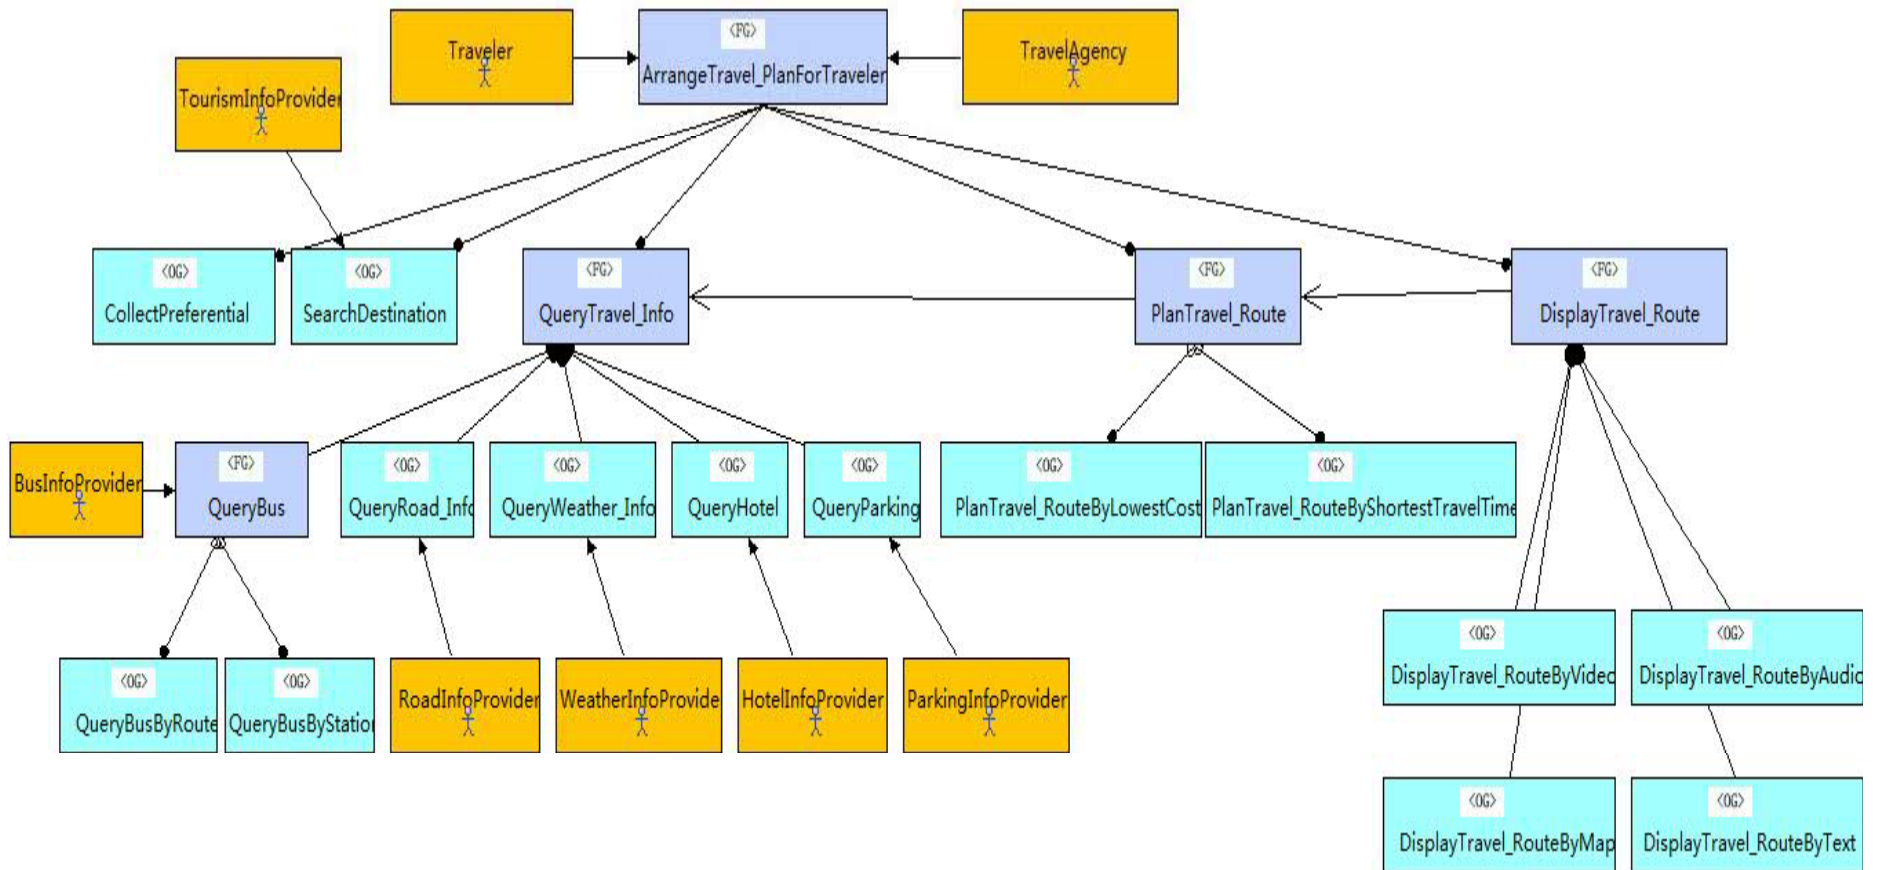 <FG>
Traveler
TravelAgency
ArrangeTravel_PlanForTraveler
TourismInfoProvider
<OG>
<OG>
<FG>
<FG>
<FG>
CollectPreferential
SearchDestination
QueryTravel_Info
PlanTravel_Route
DisplayTravel_Route
<FG>
<OG>
<OG>
<OG>
<OG>
<OG>
<OG>
BusInfoProvider
QueryBus
QueryRoad_Info
QueryWeather_Info
QueryHotel
QueryParking
PlanTravel_RouteByLowestCost
PlanTravel_RouteByShortestTravelTime
<OG>
<OG>
<OG>
<OG>
DisplayTravel_RouteByVideo
DisplayTravel_RouteByAudio
RoadInfoProvider
WeatherInfoProvide
HotelInfoProvider
ParkingInfoProvider
QueryBusByRoute
QueryBusByStation
<OG>
<OG>
DisplayTravel_RouteByMap
DisplayTravel_RouteByText